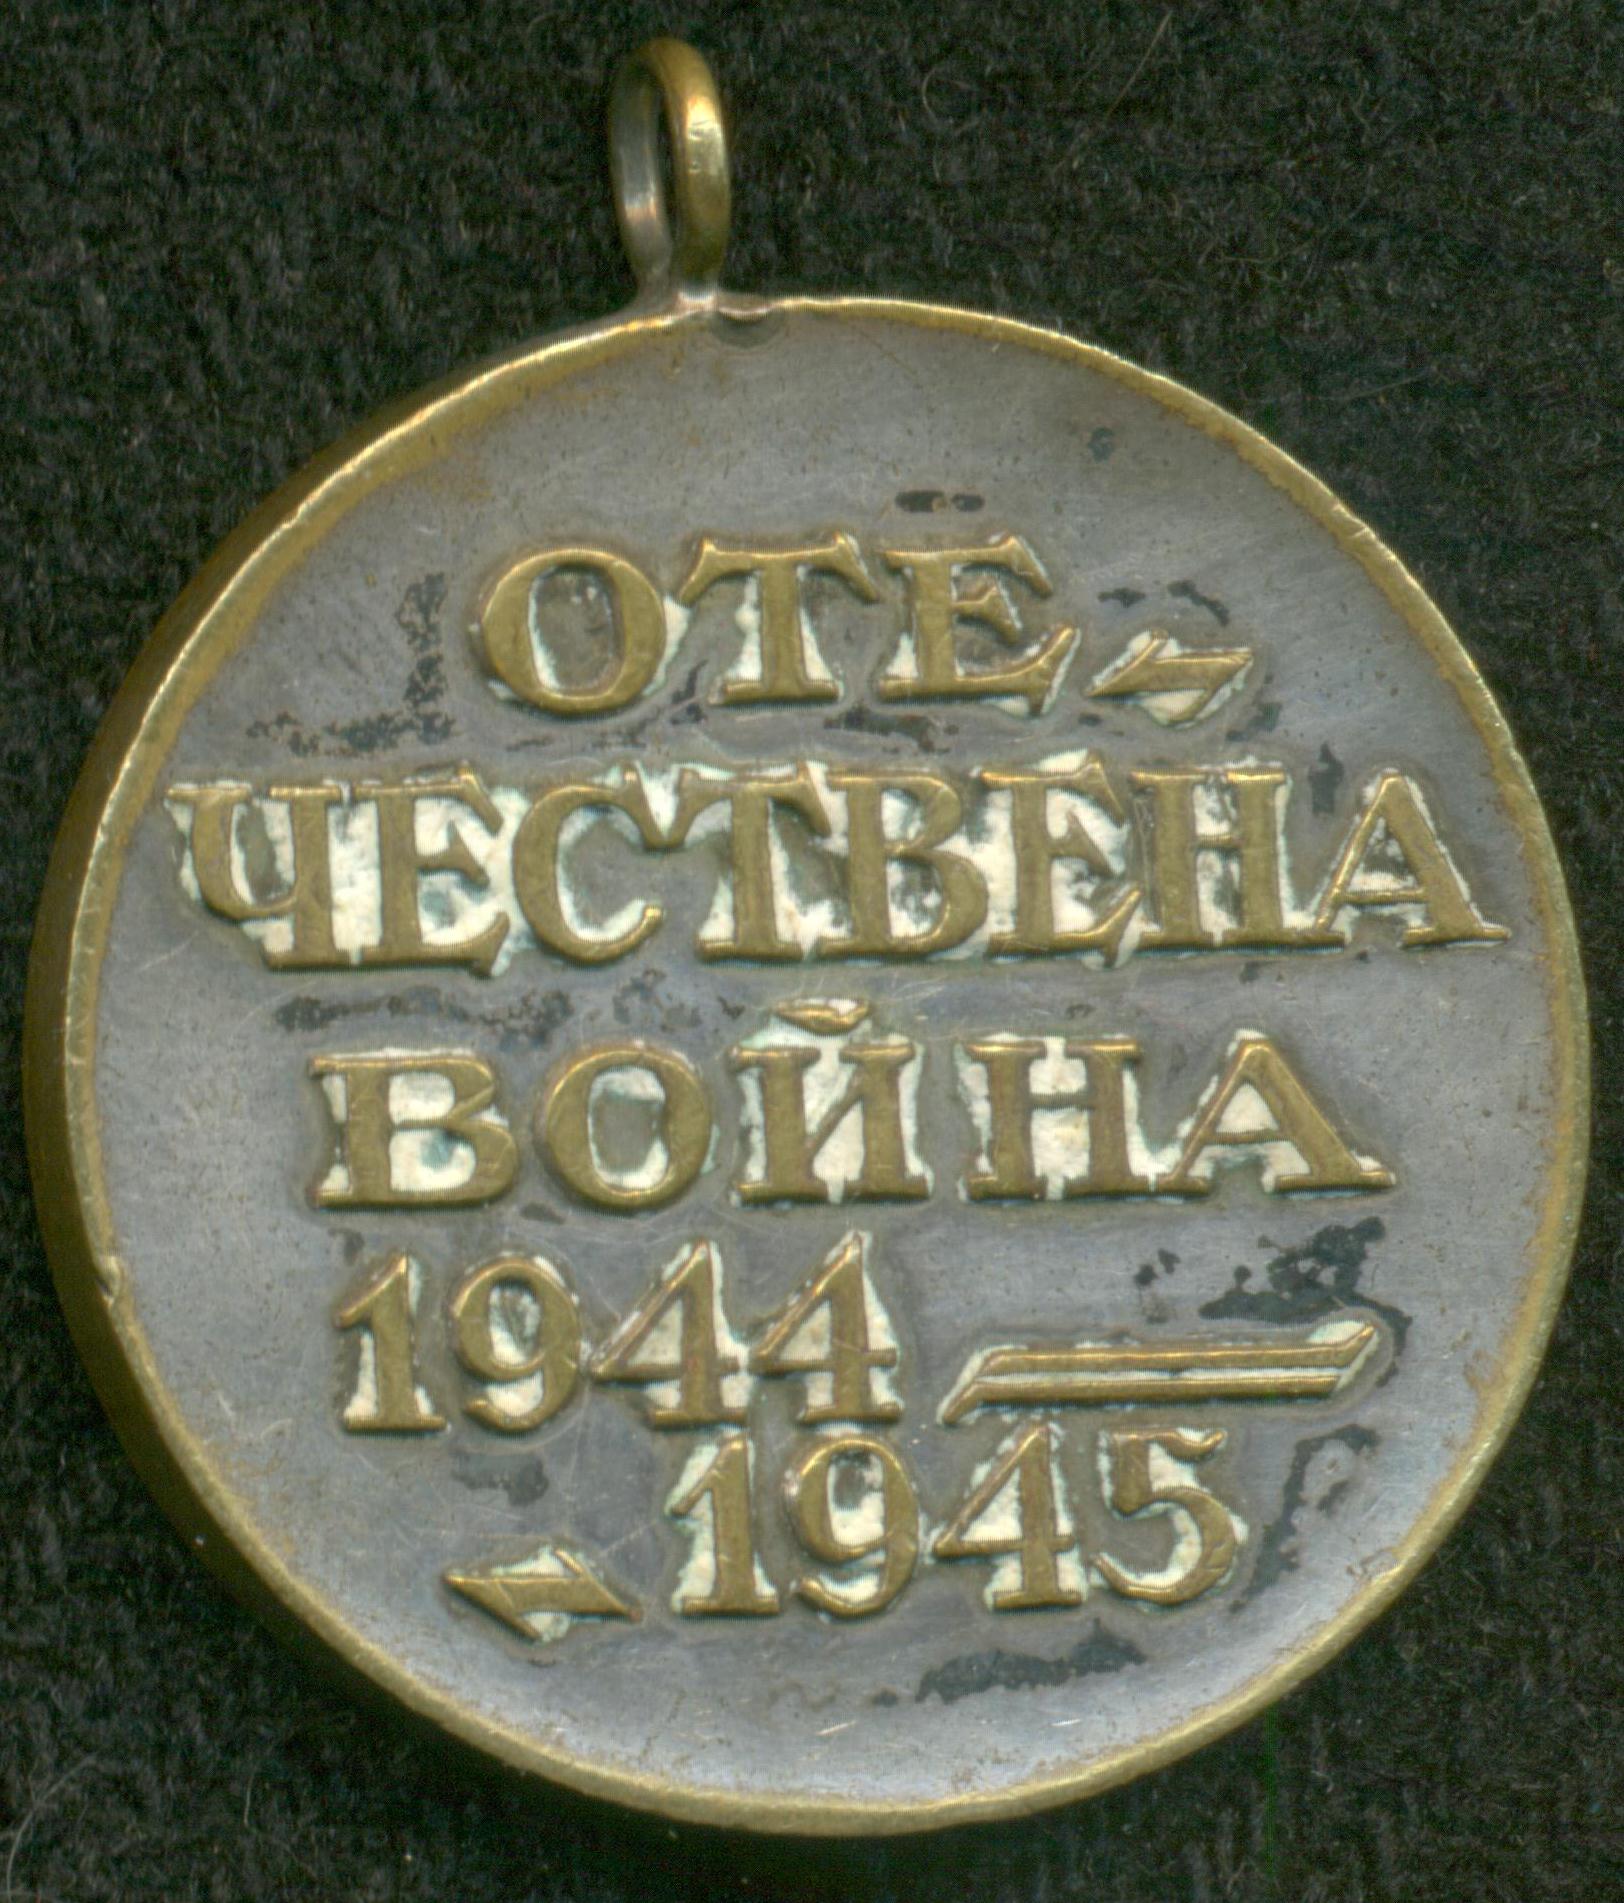 ОТЕ-
ЧЕСТВЕНА
ВОЙНА
1944 =
- 1945